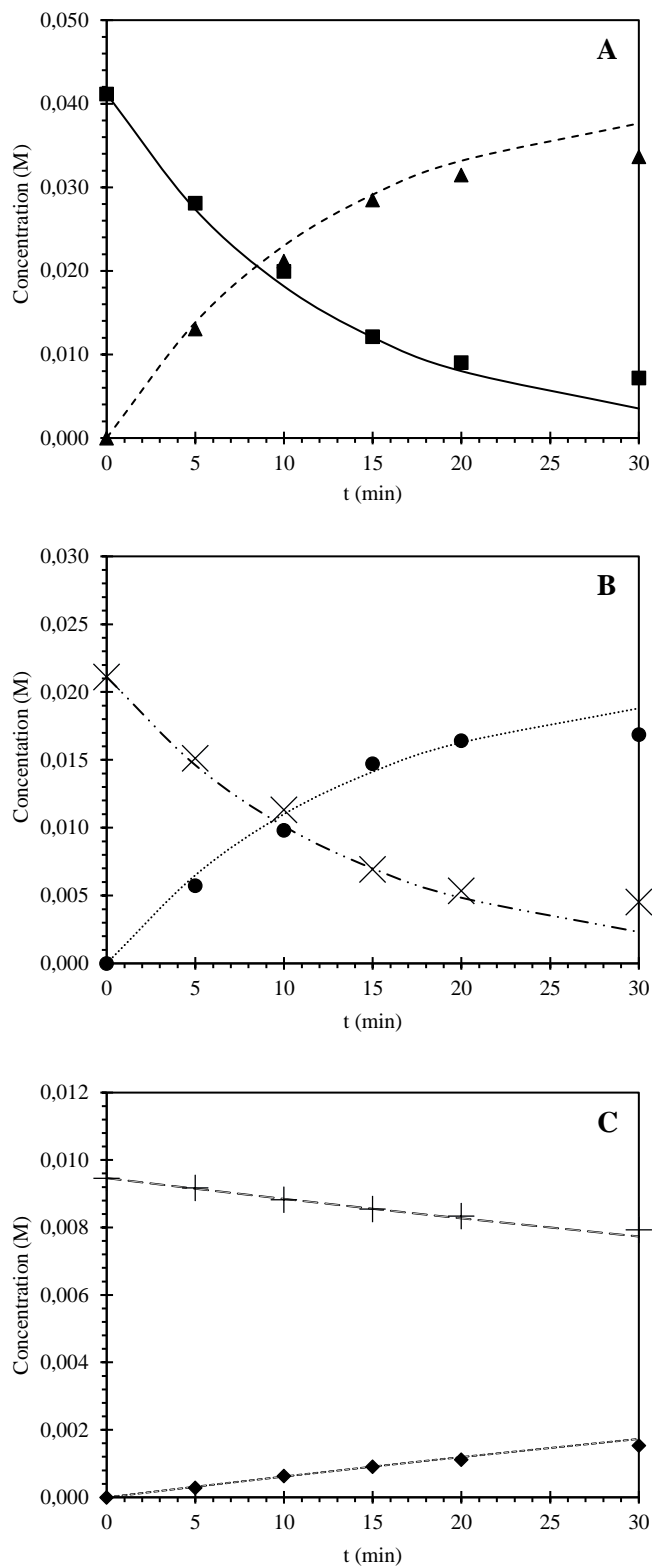 A
0,050
0,040
0,030
0,020
0,010
0,000
Concentration (M)
0 5 10 15 20 25 30
t (min)
B
0,030
0,025
0,020
0,015
0,010
0,005
0,000
Concentation (M)
0 5 10 15 20 25 30
t (min)
C
0,012
0,010
0,008
0,006
0,004
0,002
0,000
Concentration (M)
0 5 10 15 20 25 30
t (min)